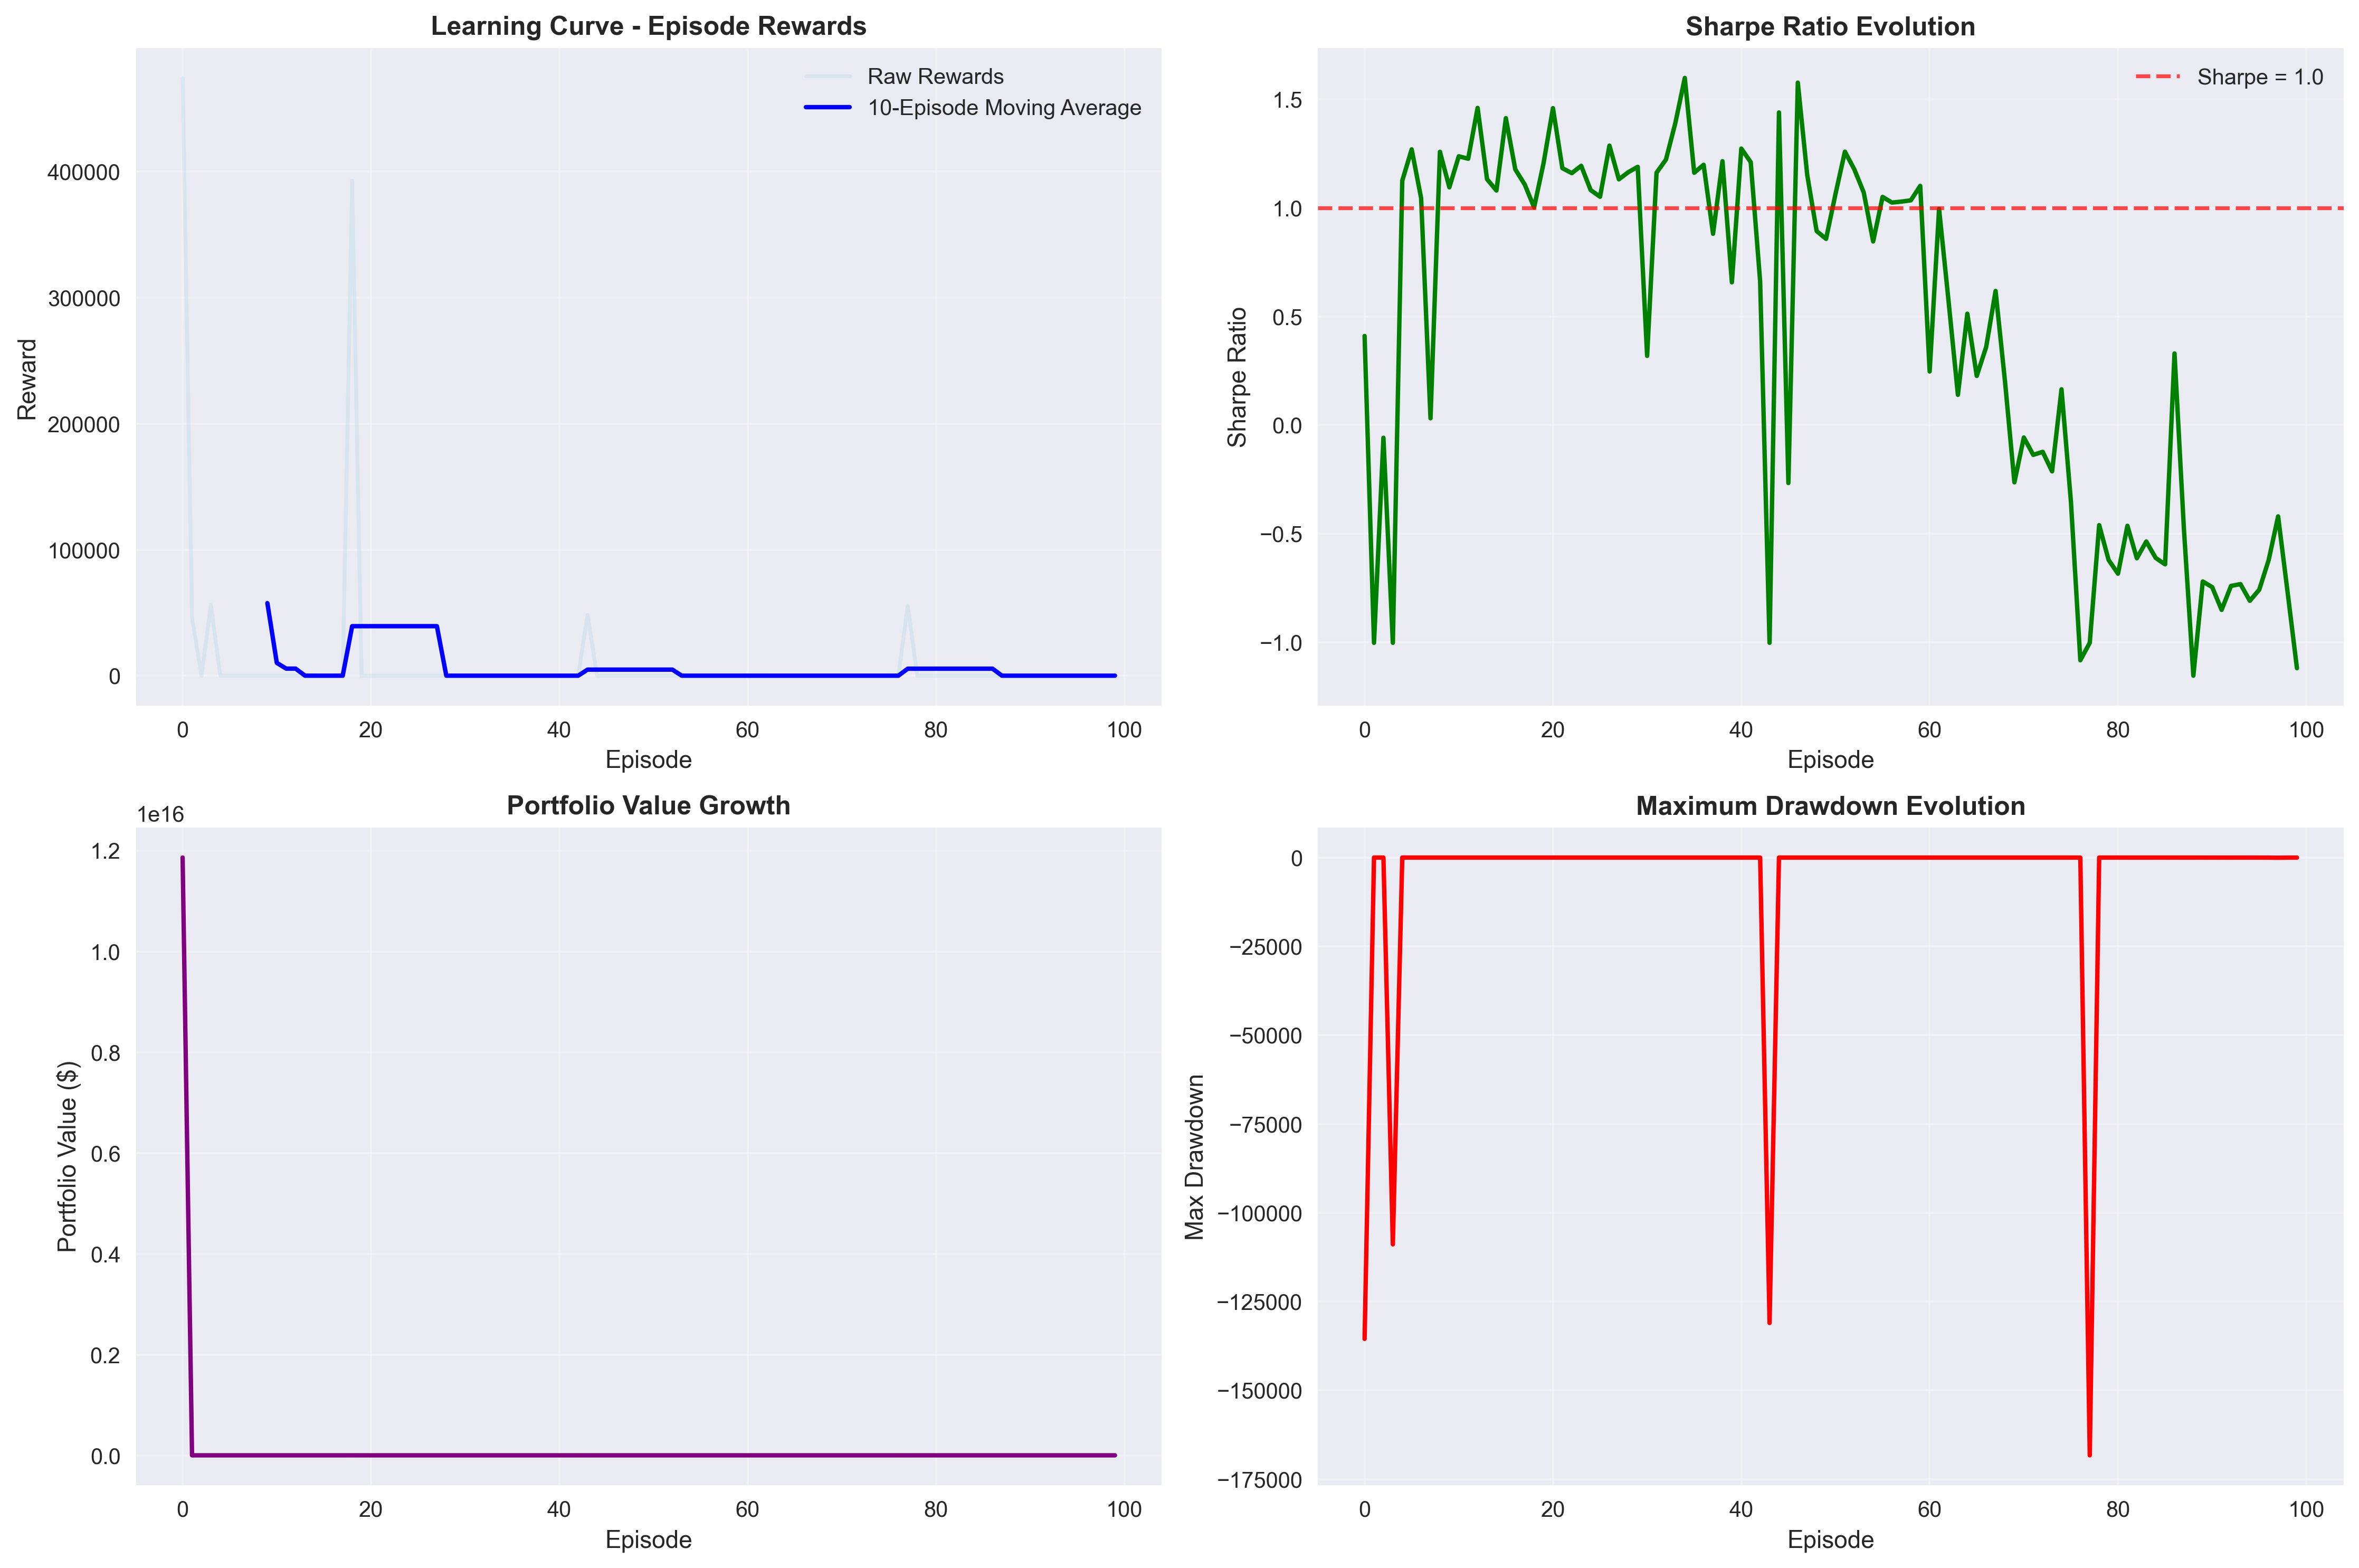 Learning Curve - Episode Rewards
Raw Rewards
10-Episode Moving Average
400000
300000
200000
100000
0
Reward
0 20 40 60 80 100
Episode
Sharpe Ratio Evolution
Sharpe = 1.0
1.5
1.0
0.5
0.0
−0.5
−1.0
Sharpe Ratio
0 20 40 60 80 100
Episode
Portfolio Value Growth
1e16
1.2
1.0
0.8
0.6
0.4
0.2
0.0
Portfolio Value ($)
0 20 40 60 80 100
Episode
Maximum Drawdown Evolution
0
−25000
−50000
−75000
−100000
−125000
−150000
−175000
Max Drawdown
0 20 40 60 80 100
Episode